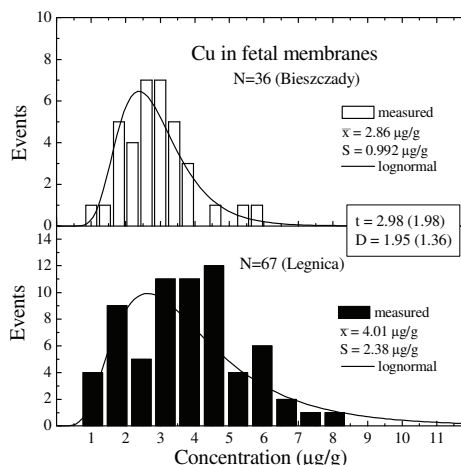 Cu in fetal membranes
N=36 (Bieszczady)
measured
x̄ = 2.86 µg/g
S = 0.992 µg/g
lognormal
Events
10
8
6
4
2
0
t = 2.98 (1.98)
D = 1.95 (1.36)
N=67 (Legnica)
measured
x̄ = 4.01 µg/g
S = 2.38 µg/g
lognormal
Events
14
12
10
8
6
4
2
0
1 2 3 4 5 6 7 8 9 10 11
Concentration (µg/g)